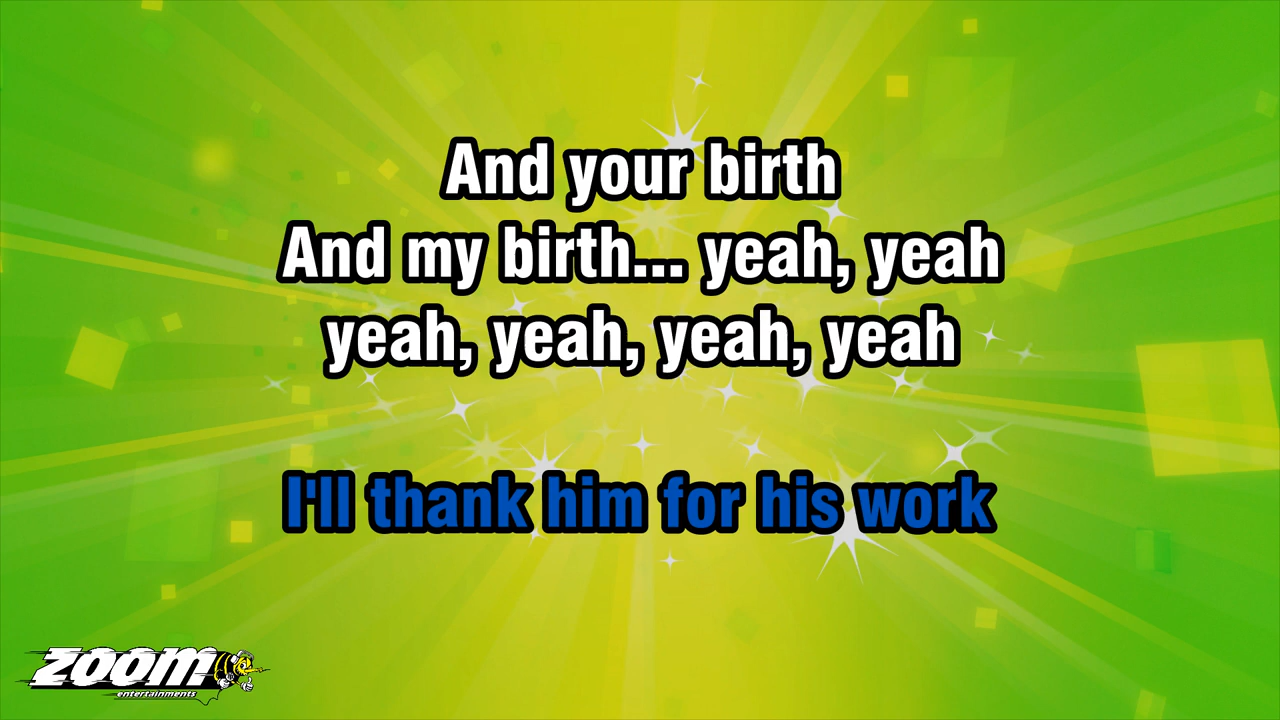 And your birth
And my birth... yeah, yeah
yeah, yeah, yeah, yeah
I'll thank him for his work
zoom
entertainments